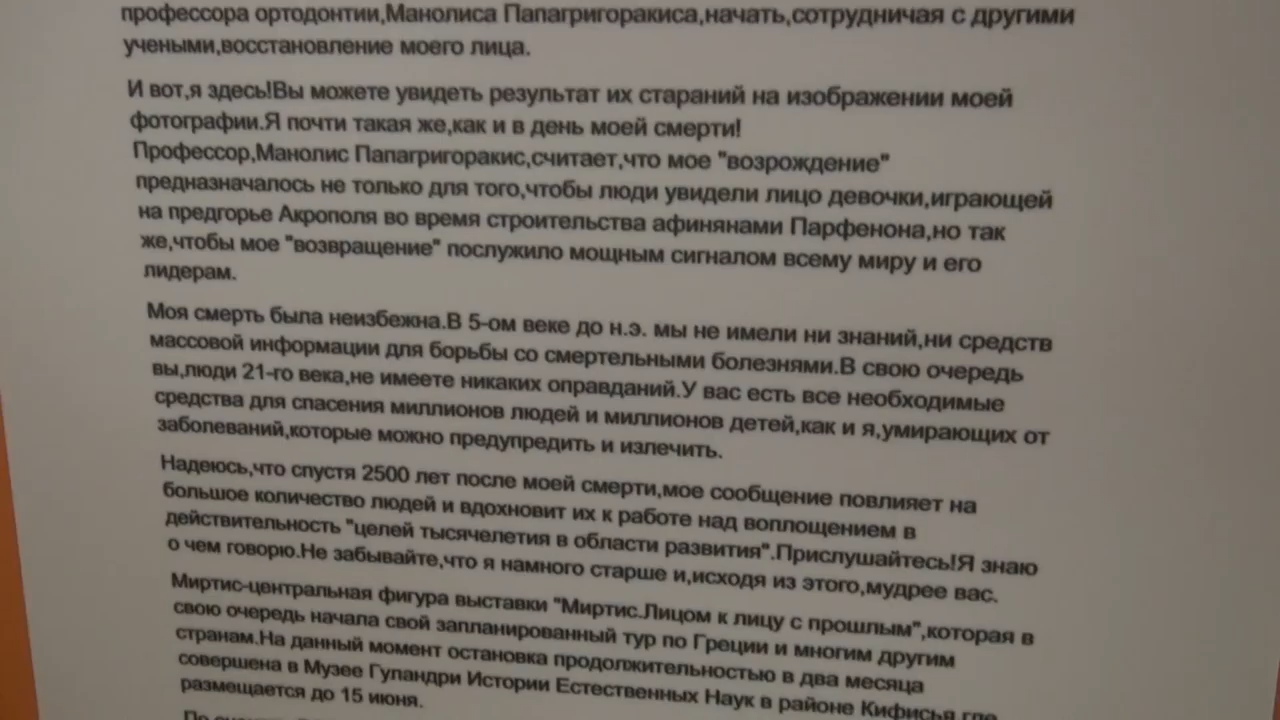 профессора ортодонтии,Манолиса Папагригоракиса,начать,сотрудничая с другими
учеными,восстановление моего лица.
И вот,я здесь!Вы можете увидеть результат их стараний на изображении моей
фотографии.Я почти такая же,как и в день моей смерти!
Профессор,Манолис Папагригоракис,считает,что мое "возрождение"
предназначалось не только для того,чтобы люди увидели лицо девочки,играющей
на предгорье Акрополя во время строительства афинянами Парфенона,но так
же,чтобы мое "возвращение" послужило мощным сигналом всему миру и его
лидерам.
Моя смерть была неизбежна.В 5-ом веке до н.э. мы не имели ни знаний,ни средств
массовой информации для борьбы со смертельными болезнями.В свою очередь
вы,люди 21-го века,не имеете никаких оправданий.У вас есть все необходимые
средства для спасения миллионов людей и миллионов детей,как и я,умирающих от
заболеваний,которые можно предупредить и излечить.
Надеюсь,что спустя 2500 лет после моей смерти,мое сообщение повлияет на
большое количество людей и вдохновит их к работе над воплощением в
действительность "целей тысячелетия в области развития".Прислушайтесь!Я знаю
о чем говорю.Не забывайте,что я намного старше и,исходя из этого,мудрее вас.
Миртис-центральная фигура выставки "Миртис.Лицом к лицу с прошлым",которая в
свою очередь начала свой запланированный тур по Греции и многим другим
странам.На данный момент остановка продолжительностью в два месяца
совершена в Музее Гуландри Истории Естественных Наук в районе Кифисья где
размещается до 15 июня.